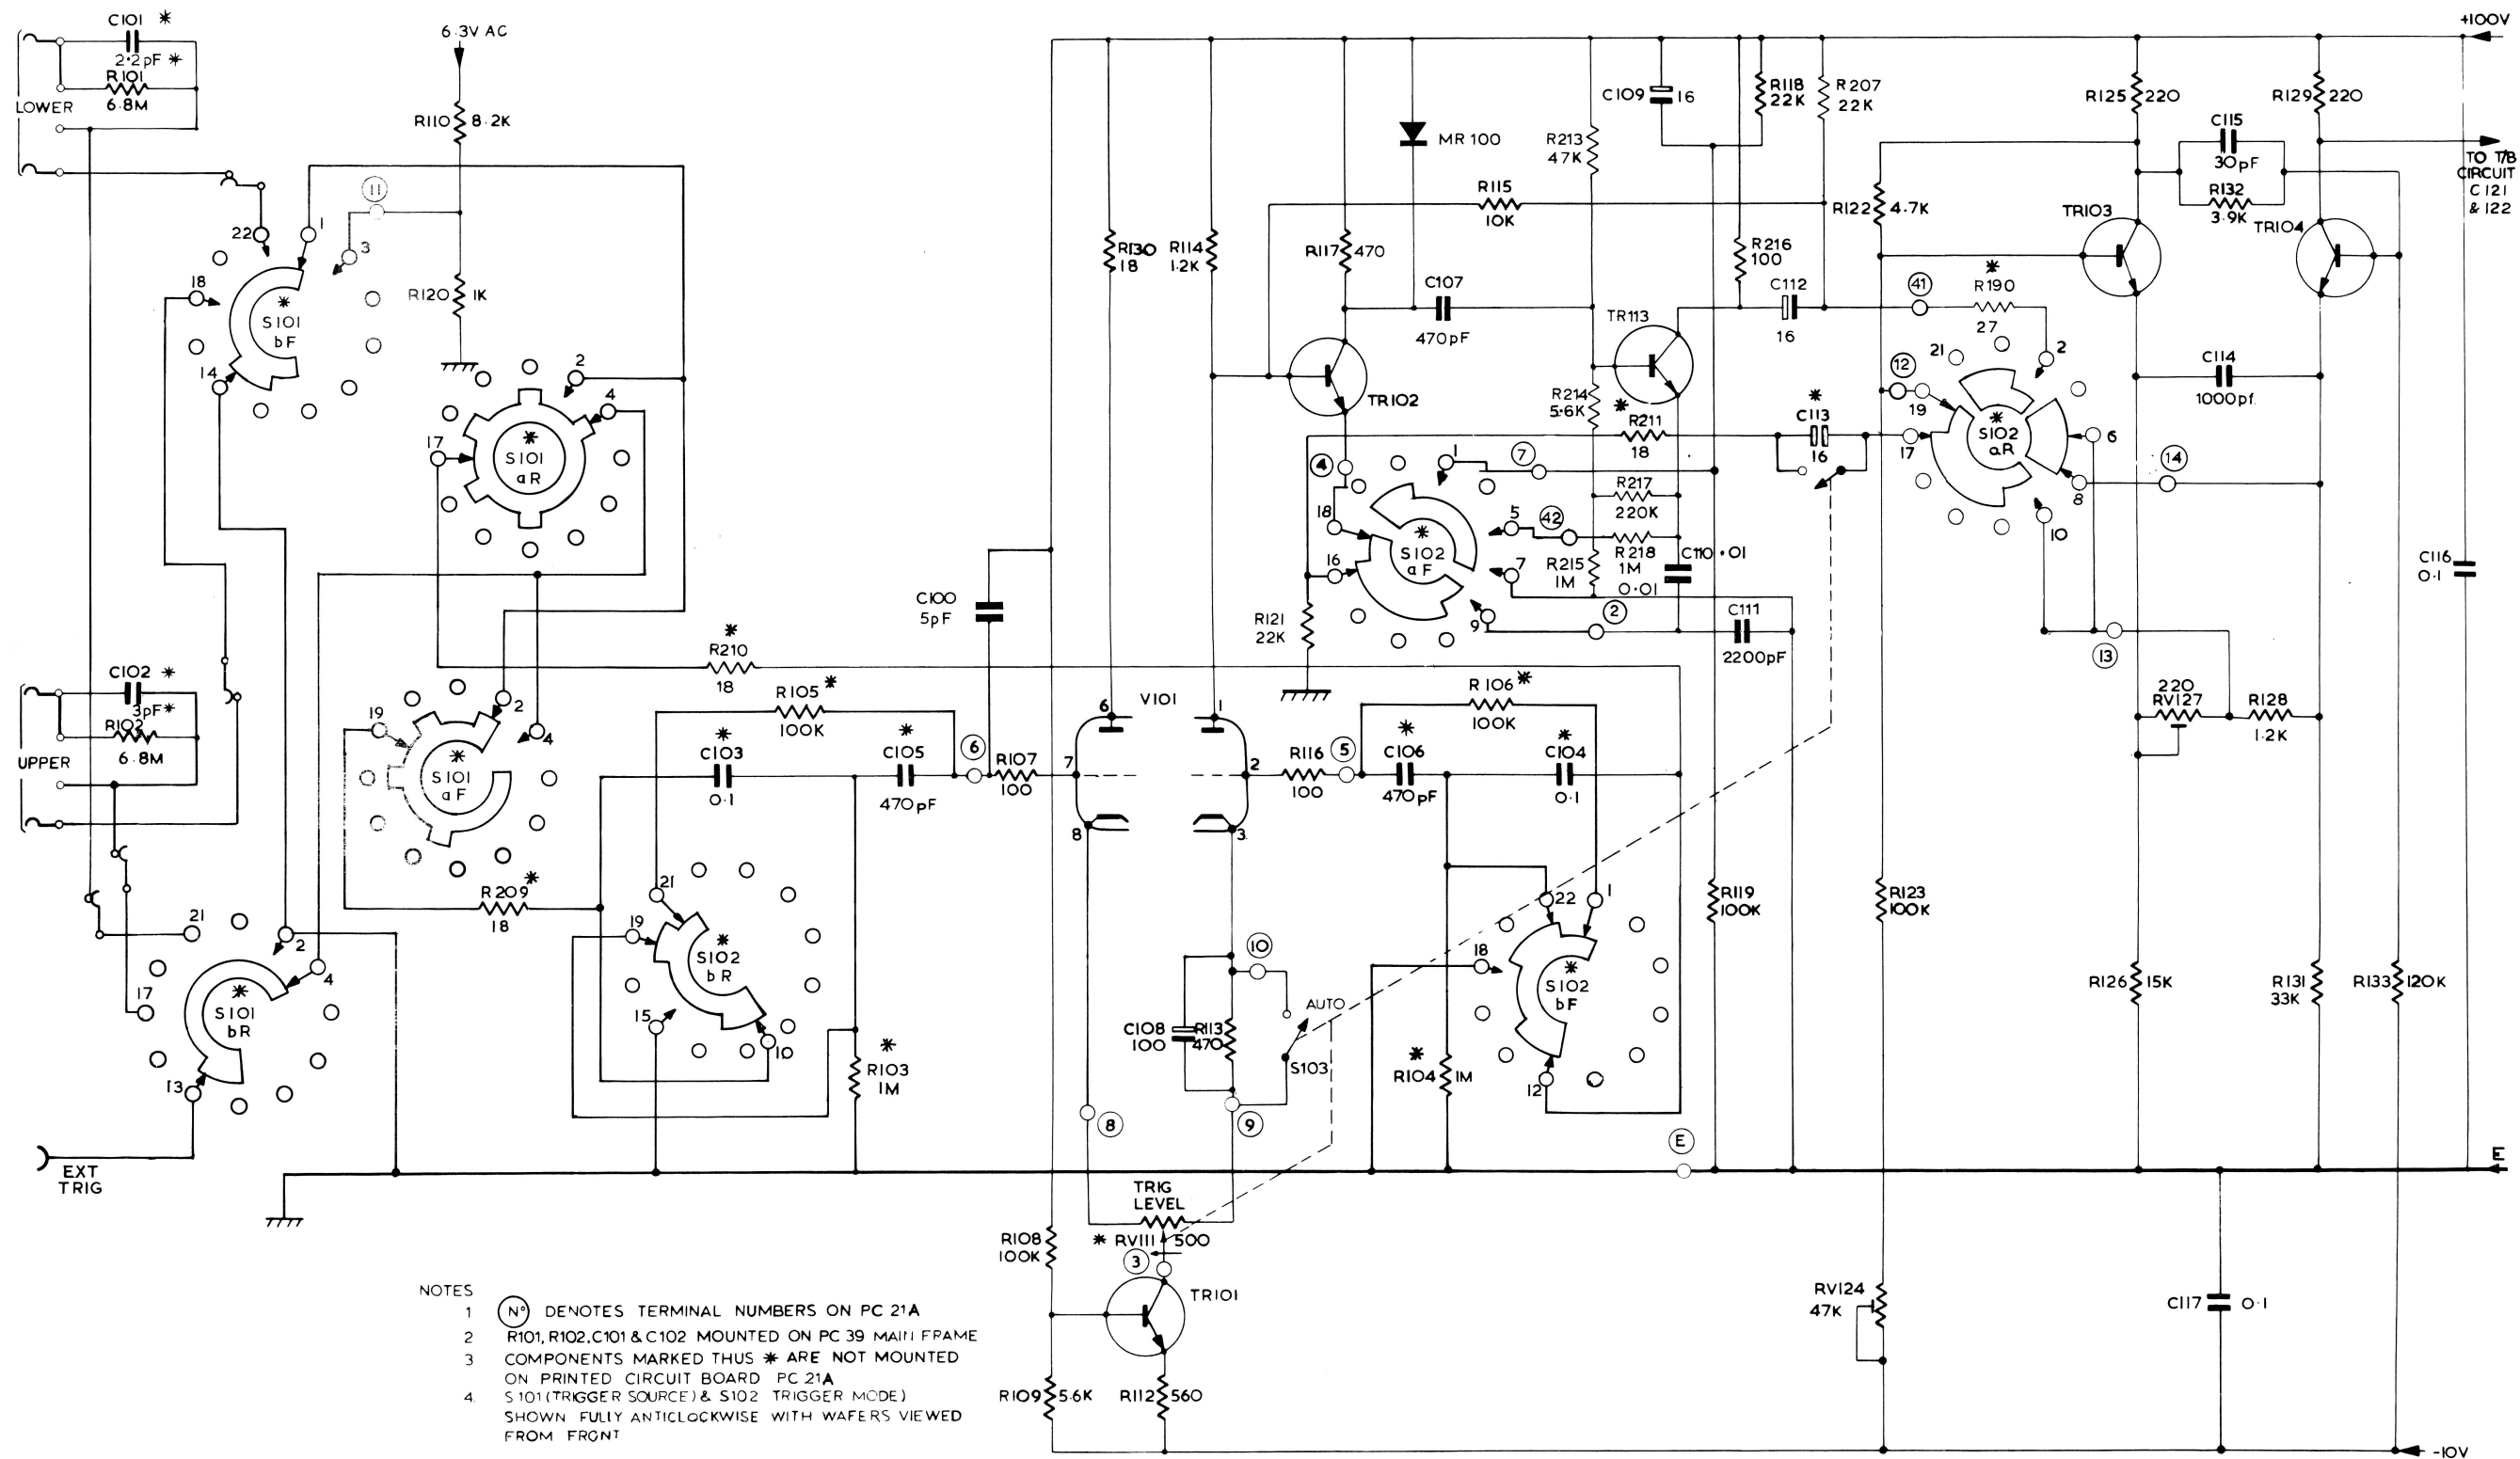 C101 *
2·2pF *
R101
6·8M
LOWER
6·3V AC
R110 8·2K
11
22
1
3
18
S101
bF
*
14
R120 1K
2
4
17
*
S101
aR
C102 *
3pF*
R102
6·8M
UPPER
19
2
4
*
S101
aF
R209 *
18
21
2
4
17
*
S101
bR
13
EXT
TRIG
*
R210
18
R105 *
100K
*
C103
0·1
*
C105
470pF
6
R107
100
C100
5pF
21
19
*
S102
bR
15
10
*
R103
1M
+100V
R130
18
R114
1·2K
R117 470
MR 100
R115
10K
C107
470pF
TR102
R213
47K
C109 16
R118
22K
R207
22K
R216
100
C112
16
TR113
R214
5·6K
*
R211
18
*
C113
16
4
1
7
18
5
42
*
S102
aF
16
7
9
2
R217
220K
R218
1M
R215
1M
C110 ·01
0·01
C111
2200pF
R121
22K
V101
6
1
7
2
8
3
R116
100
5
R106 *
100K
*
C106
470pF
*
C104
0·1
22
1
18
*
S102
bF
12
*
R104 1M
10
AUTO
C108
100
R113
470
S103
8
9
TRIG
LEVEL
* RV111 500
3
TR101
R108
100K
R109 5·6K
R112 560
R119
100K
E
R125 220
R129 220
C115
30pF
R132
3·9K
TO T/B
CIRCUIT
C121
& 122
R122 4·7K
TR103
TR104
41
*
R190
27
12
21
2
19
17
*
S102
aR
6
8
10
14
13
C114
1000pf
C116
0·1
220
RV127
R128
1·2K
R123
100K
R126 15K
R131
33K
R133 120K
E
RV124
47K
C117 0·1
-10V
NOTES
1 N° DENOTES TERMINAL NUMBERS ON PC 21A
2 R101, R102, C101 & C102 MOUNTED ON PC 39 MAIN FRAME
3 COMPONENTS MARKED THUS * ARE NOT MOUNTED
ON PRINTED CIRCUIT BOARD PC 21A
4. S101 (TRIGGER SOURCE) & S102 TRIGGER MODE)
SHOWN FULLY ANTICLOCKWISE WITH WAFERS VIEWED
FROM FRONT